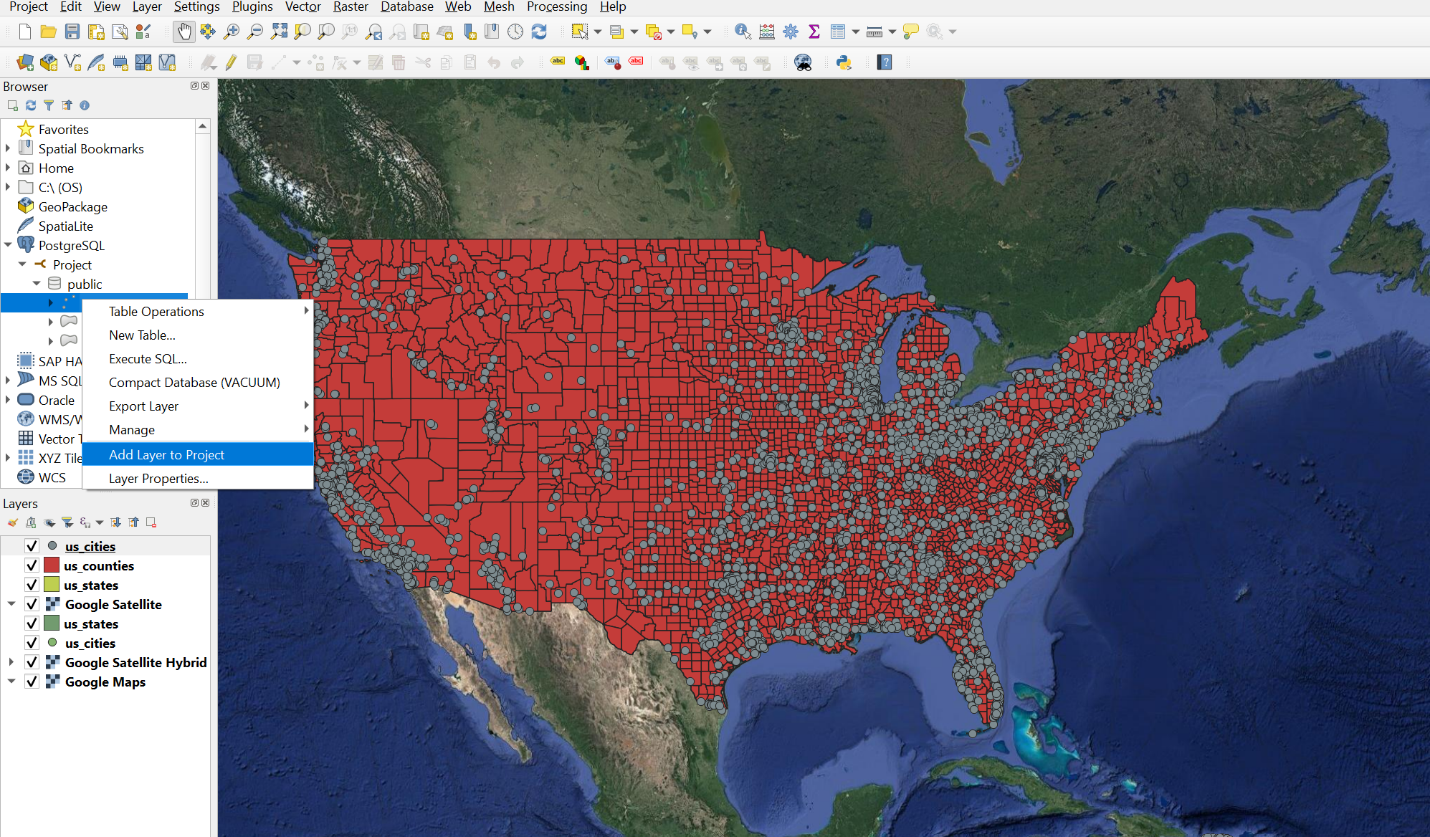 Project Edit View Layer Settings Plugins Vector Raster Database Web Mesh Processing Help
abc abc abc
Browser
Favorites
Spatial Bookmarks
Home
C:\ (OS)
GeoPackage
SpatiaLite
PostgreSQL
Project
public
Table Operations
New Table...
Execute SQL...
Compact Database (VACUUM)
Export Layer
Manage
Add Layer to Project
Layer Properties...
SAP HA
MS SQL
Oracle
WMS/W
Vector T
XYZ Tile
WCS
Layers
us_cities
us_counties
us_states
Google Satellite
us_states
us_cities
Google Satellite Hybrid
Google Maps